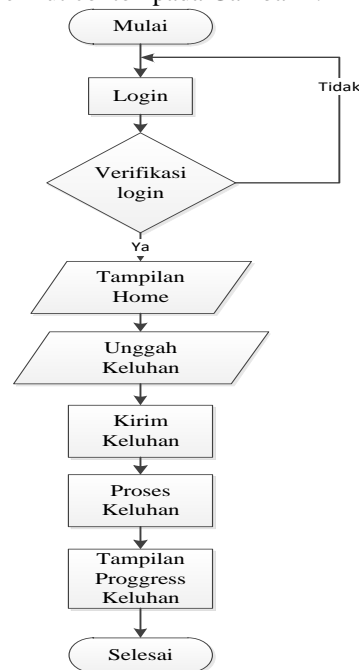 Mulai
Tidak
Login
Verifikasi
login
Ya
Tampilan
Home
Unggah
Keluhan
Kirim
Keluhan
Proses
Keluhan
Tampilan
Proggress
Keluhan
Selesai